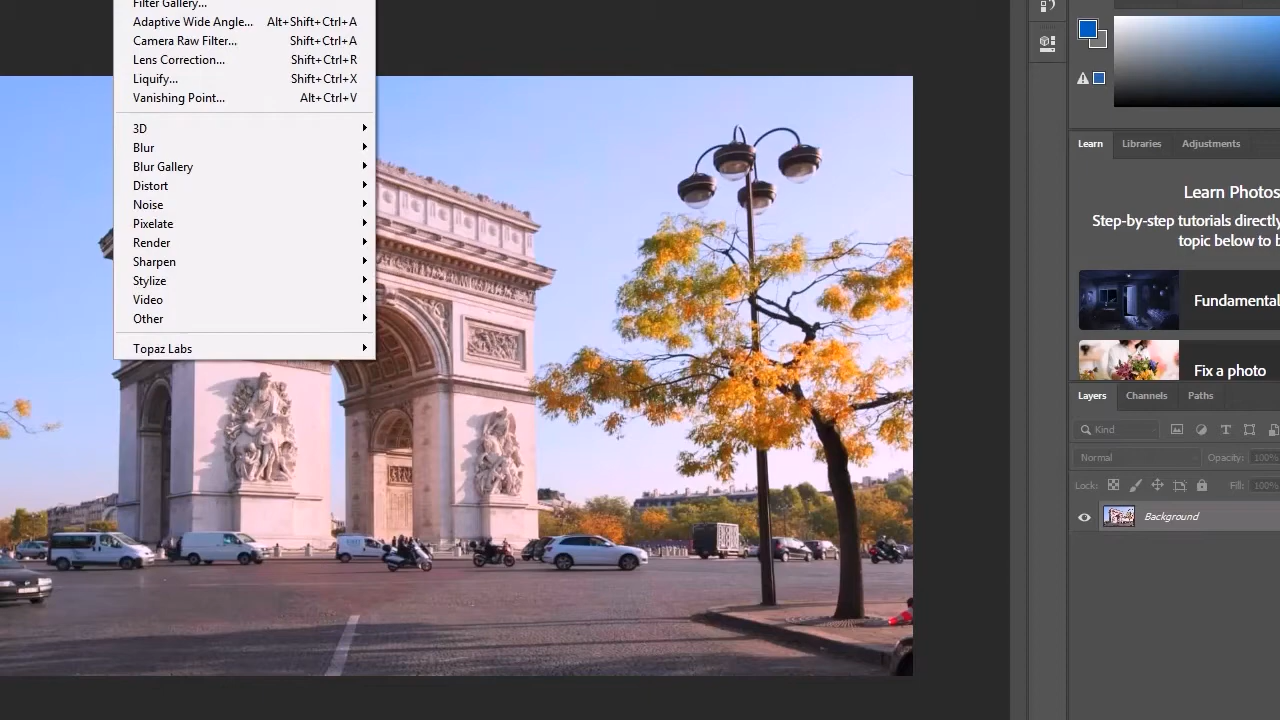 Filter Gallery...
Adaptive Wide Angle... Alt+Shift+Ctrl+A
Camera Raw Filter... Shift+Ctrl+A
Lens Correction... Shift+Ctrl+R
Liquify... Shift+Ctrl+X
Vanishing Point... Alt+Ctrl+V
3D
Blur
Blur Gallery
Distort
Noise
Pixelate
Render
Sharpen
Stylize
Video
Other
Topaz Labs
Learn Libraries Adjustments
Learn Photos
Step-by-step tutorials directly
topic below to b
Fundamental
Fix a photo
Layers Channels Paths
Kind
Normal Opacity: 100%
Lock: Fill: 100%
Background